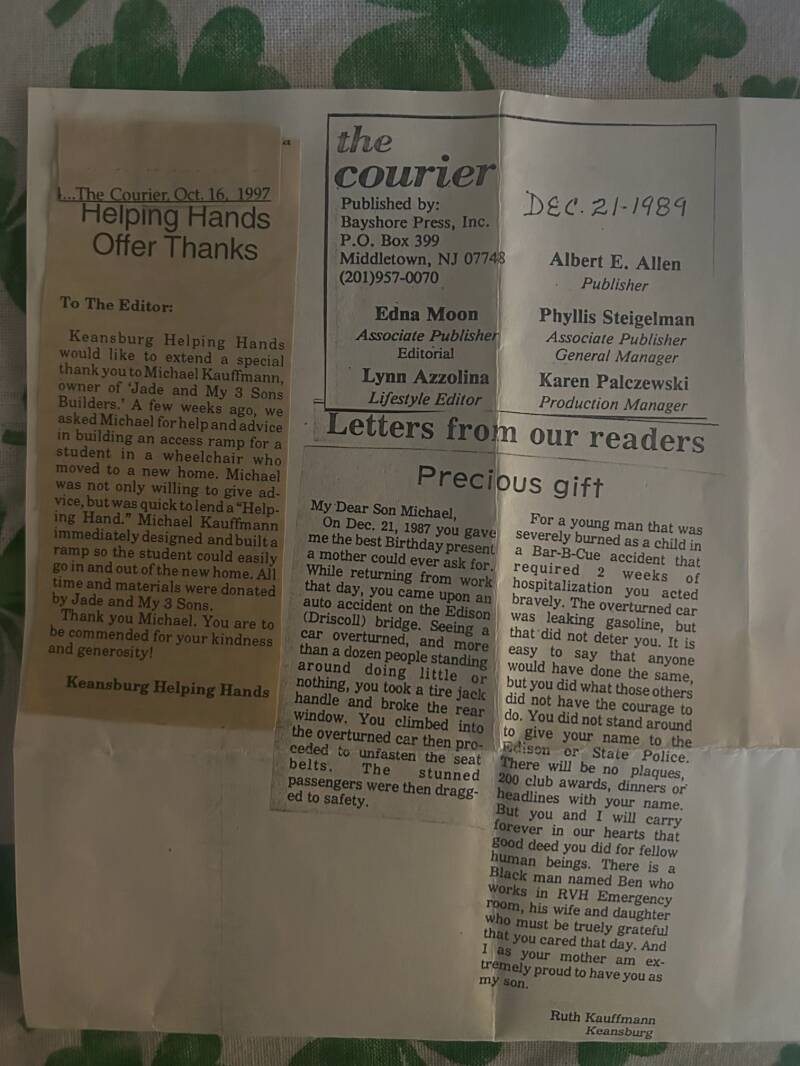 ...The Courier, Oct. 16, 1997
Helping Hands
Offer Thanks
To The Editor:
Keansburg Helping Hands
would like to extend a special
thank you to Michael Kauffmann,
owner of 'Jade and My 3 Sons
Builders.' A few weeks ago, we
asked Michael for help and advice
in building an access ramp for a
student in a wheelchair who
moved to a new home. Michael
was not only willing to give ad-
vice, but was quick to lend a "Help-
ing Hand." Michael Kauffmann
immediately designed and built a
ramp so the student could easily
go in and out of the new home. All
time and materials were donated
by Jade and My 3 Sons.
Thank you Michael. You are to
be commended for your kindness
and generosity!
Keansburg Helping Hands
the
courier
Published by:
Bayshore Press, Inc.
P.O. Box 399
Middletown, NJ 07748
(201)957-0070
Edna Moon
Associate Publisher
Editorial
Lynn Azzolina
Lifestyle Editor
DEC. 21-1989
Albert E. Allen
Publisher
Phyllis Steigelman
Associate Publisher
General Manager
Karen Palczewski
Production Manager
Letters from our readers
Precious gift
My Dear Son Michael,
On Dec. 21, 1987 you gave
me the best Birthday present
a mother could ever ask for.
While returning from work
that day, you came upon an
auto accident on the Edison
(Driscoll) bridge. Seeing a
car overturned, and more
than a dozen people standing
around doing little or
nothing, you took a tire jack
handle and broke the rear
window. You climbed into
the overturned car then pro-
ceded to unfasten the seat
belts. The stunned
passengers were then dragg-
ed to safety.
For a young man that was
severely burned as a child in
a Bar-B-Cue accident that
required 2 weeks of
hospitalization you acted
bravely. The overturned car
was leaking gasoline, but
that did not deter you. It is
easy to say that anyone
would have done the same,
but you did what those others
did not have the courage to
do. You did not stand around
to give your name to the
Edison or State Police.
There will be no plaques,
200 club awards, dinners or
headlines with your name.
But you and I will carry
forever in our hearts that
good deed you did for fellow
human beings. There is a
Black man named Ben who
works in RVH Emergency
room, his wife and daughter
who must be truely grateful
that you cared that day. And
I as your mother am ex-
tremely proud to have you as
my son.
Ruth Kauffmann
Keansburg